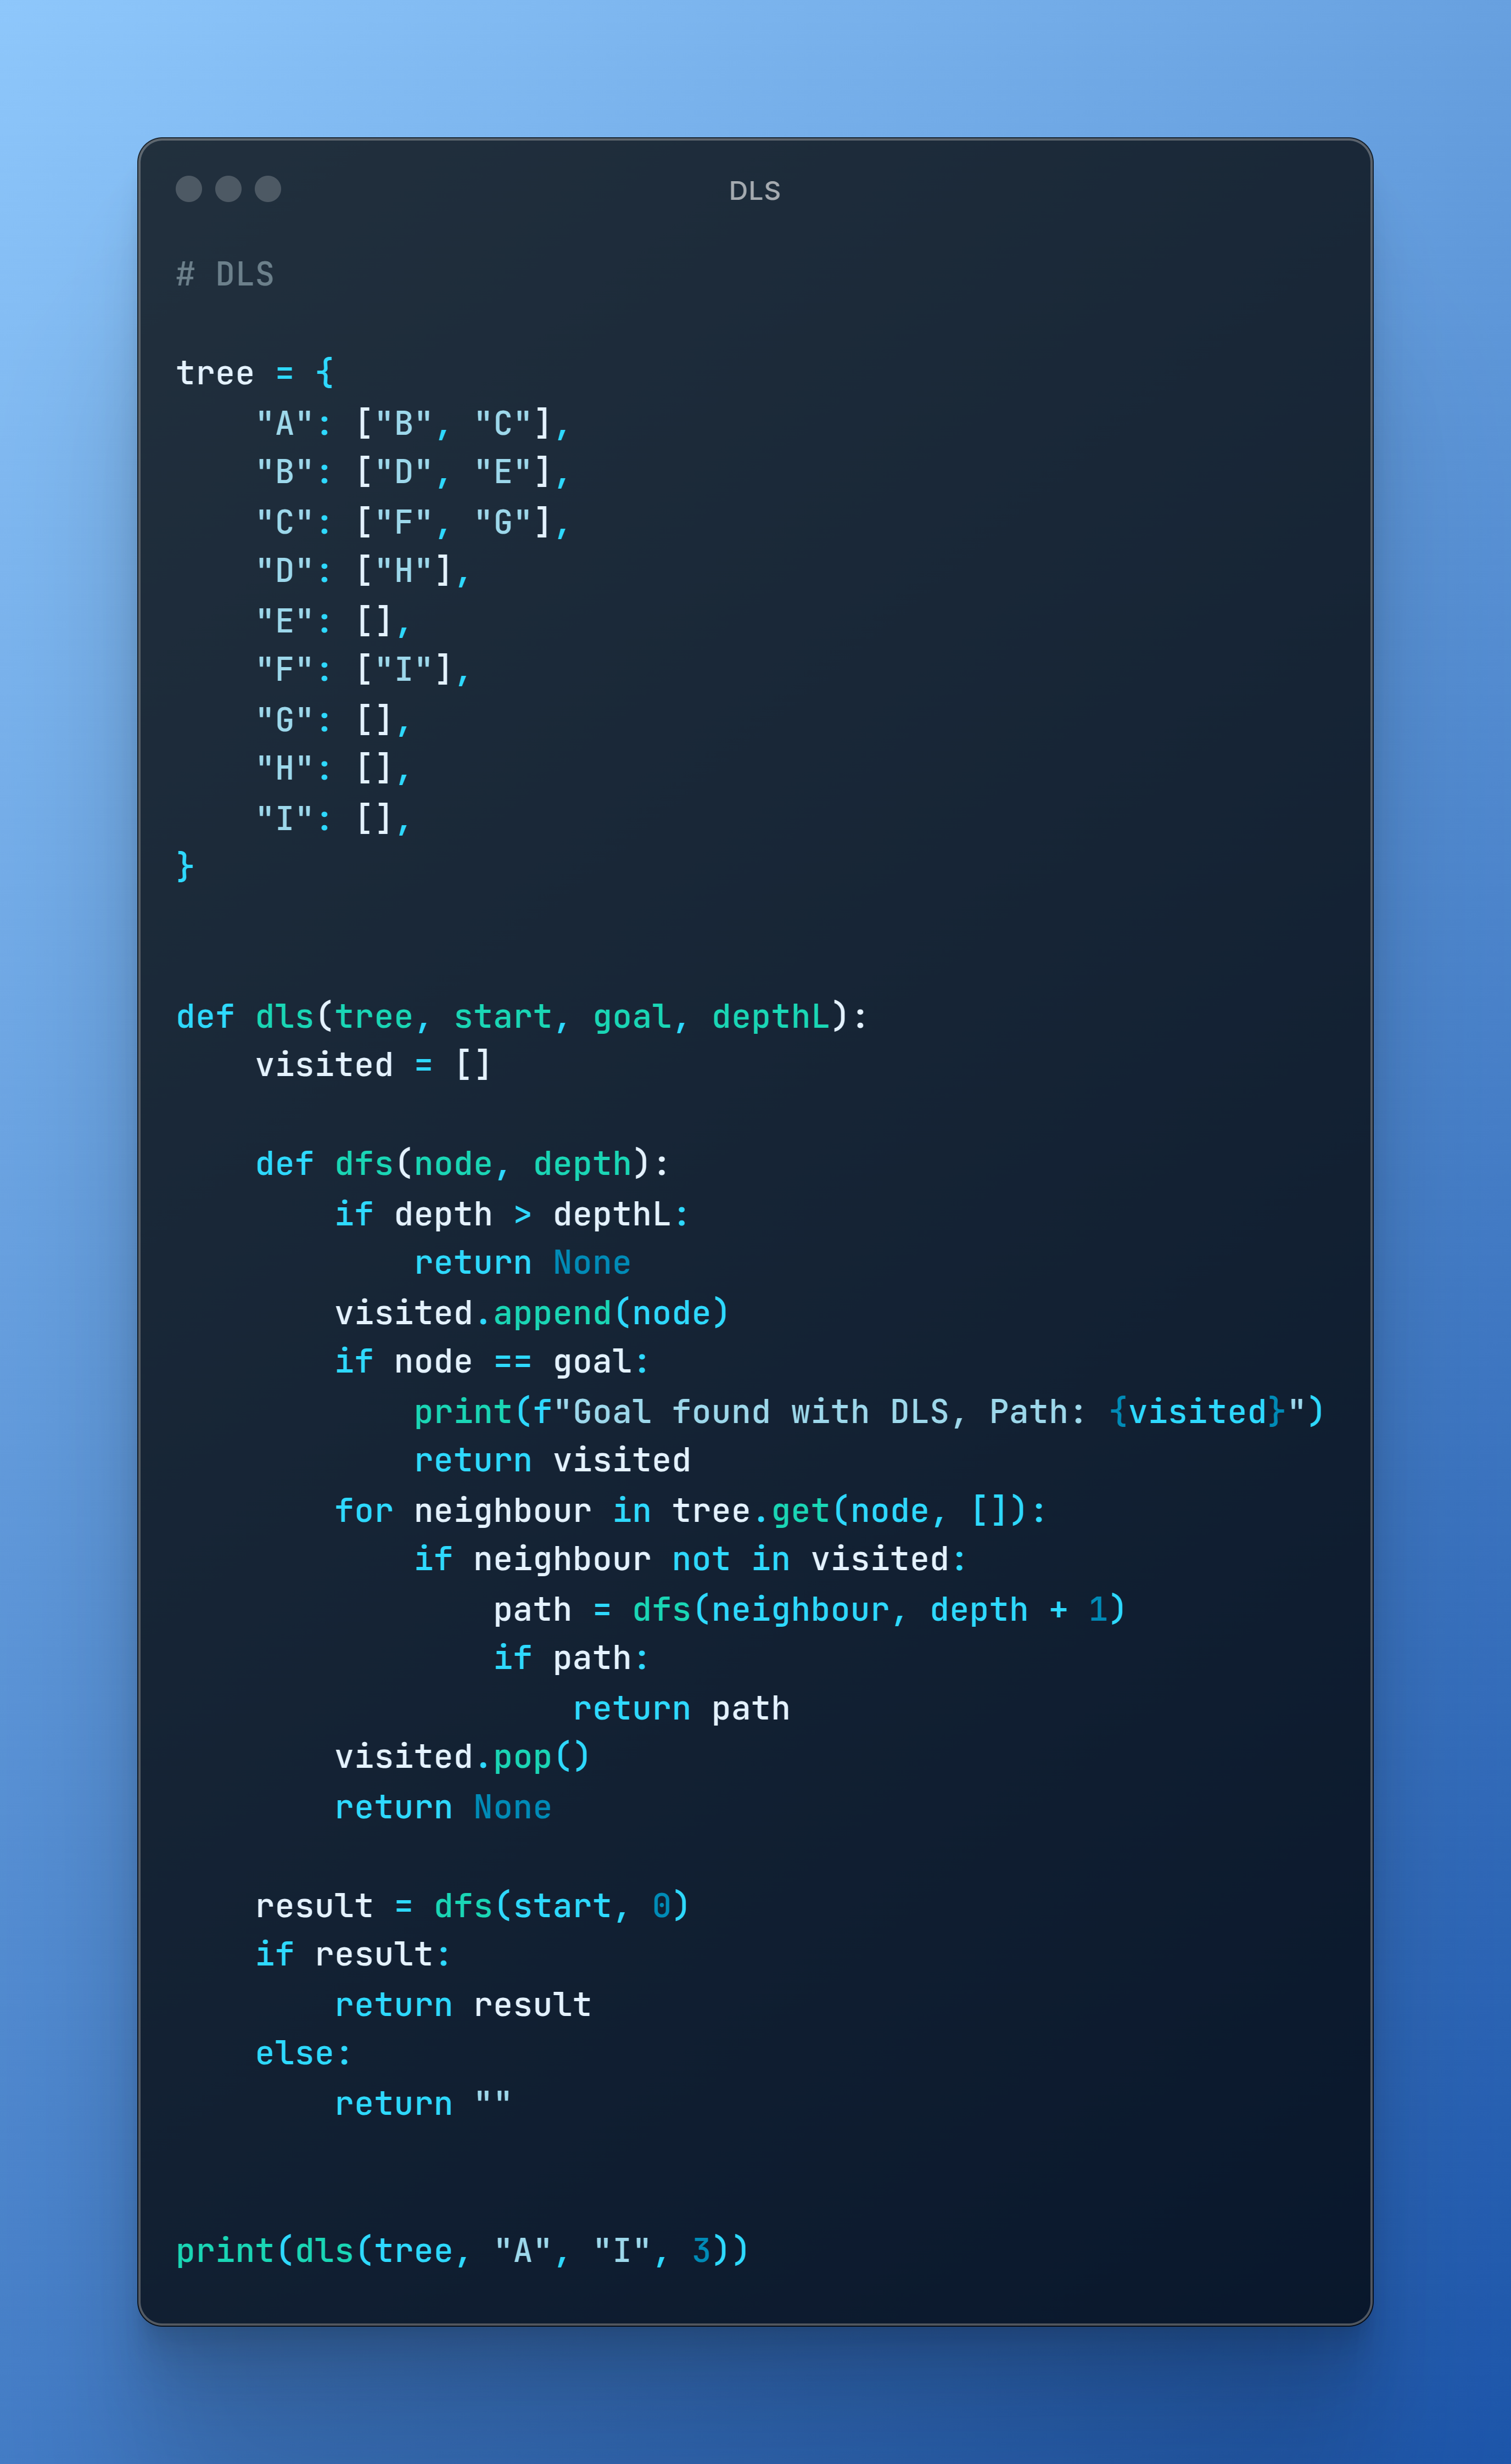 DLS
# DLS
tree = {
    "A": ["B", "C"],
    "B": ["D", "E"],
    "C": ["F", "G"],
    "D": ["H"],
    "E": [],
    "F": ["I"],
    "G": [],
    "H": [],
    "I": [],
}
def dls(tree, start, goal, depthL):
    visited = []
    def dfs(node, depth):
        if depth > depthL:
            return None
        visited.append(node)
        if node == goal:
            print(f"Goal found with DLS, Path: {visited}")
            return visited
        for neighbour in tree.get(node, []):
            if neighbour not in visited:
                path = dfs(neighbour, depth + 1)
                if path:
                    return path
        visited.pop()
        return None
    result = dfs(start, 0)
    if result:
        return result
    else:
        return ""
print(dls(tree, "A", "I", 3))